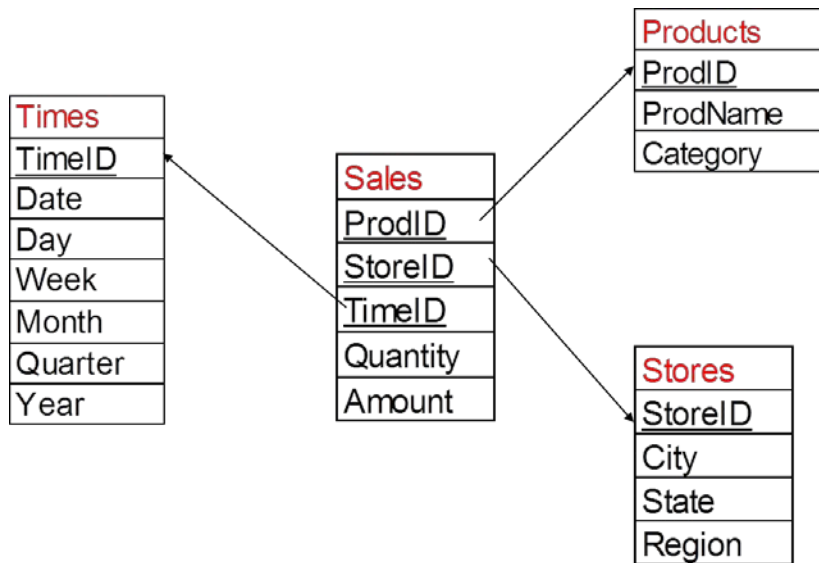 Times
TimeID
Date
Day
Week
Month
Quarter
Year
Sales
ProdID
StoreID
TimeID
Quantity
Amount
Products
ProdID
ProdName
Category
Stores
StoreID
City
State
Region